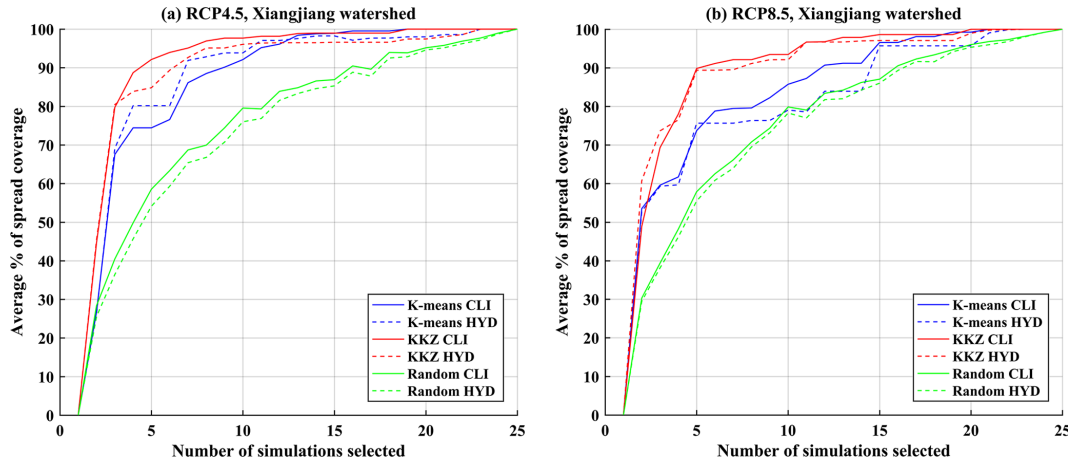 (a) RCP4.5, Xiangjiang watershed
Average % of spread coverage
100
90
80
70
60
50
40
30
20
10
0
K-means CLI
K-means HYD
KKZ CLI
KKZ HYD
Random CLI
Random HYD
0 5 10 15 20 25
Number of simulations selected
(b) RCP8.5, Xiangjiang watershed
Average % of spread coverage
100
90
80
70
60
50
40
30
20
10
0
K-means CLI
K-means HYD
KKZ CLI
KKZ HYD
Random CLI
Random HYD
0 5 10 15 20 25
Number of simulations selected